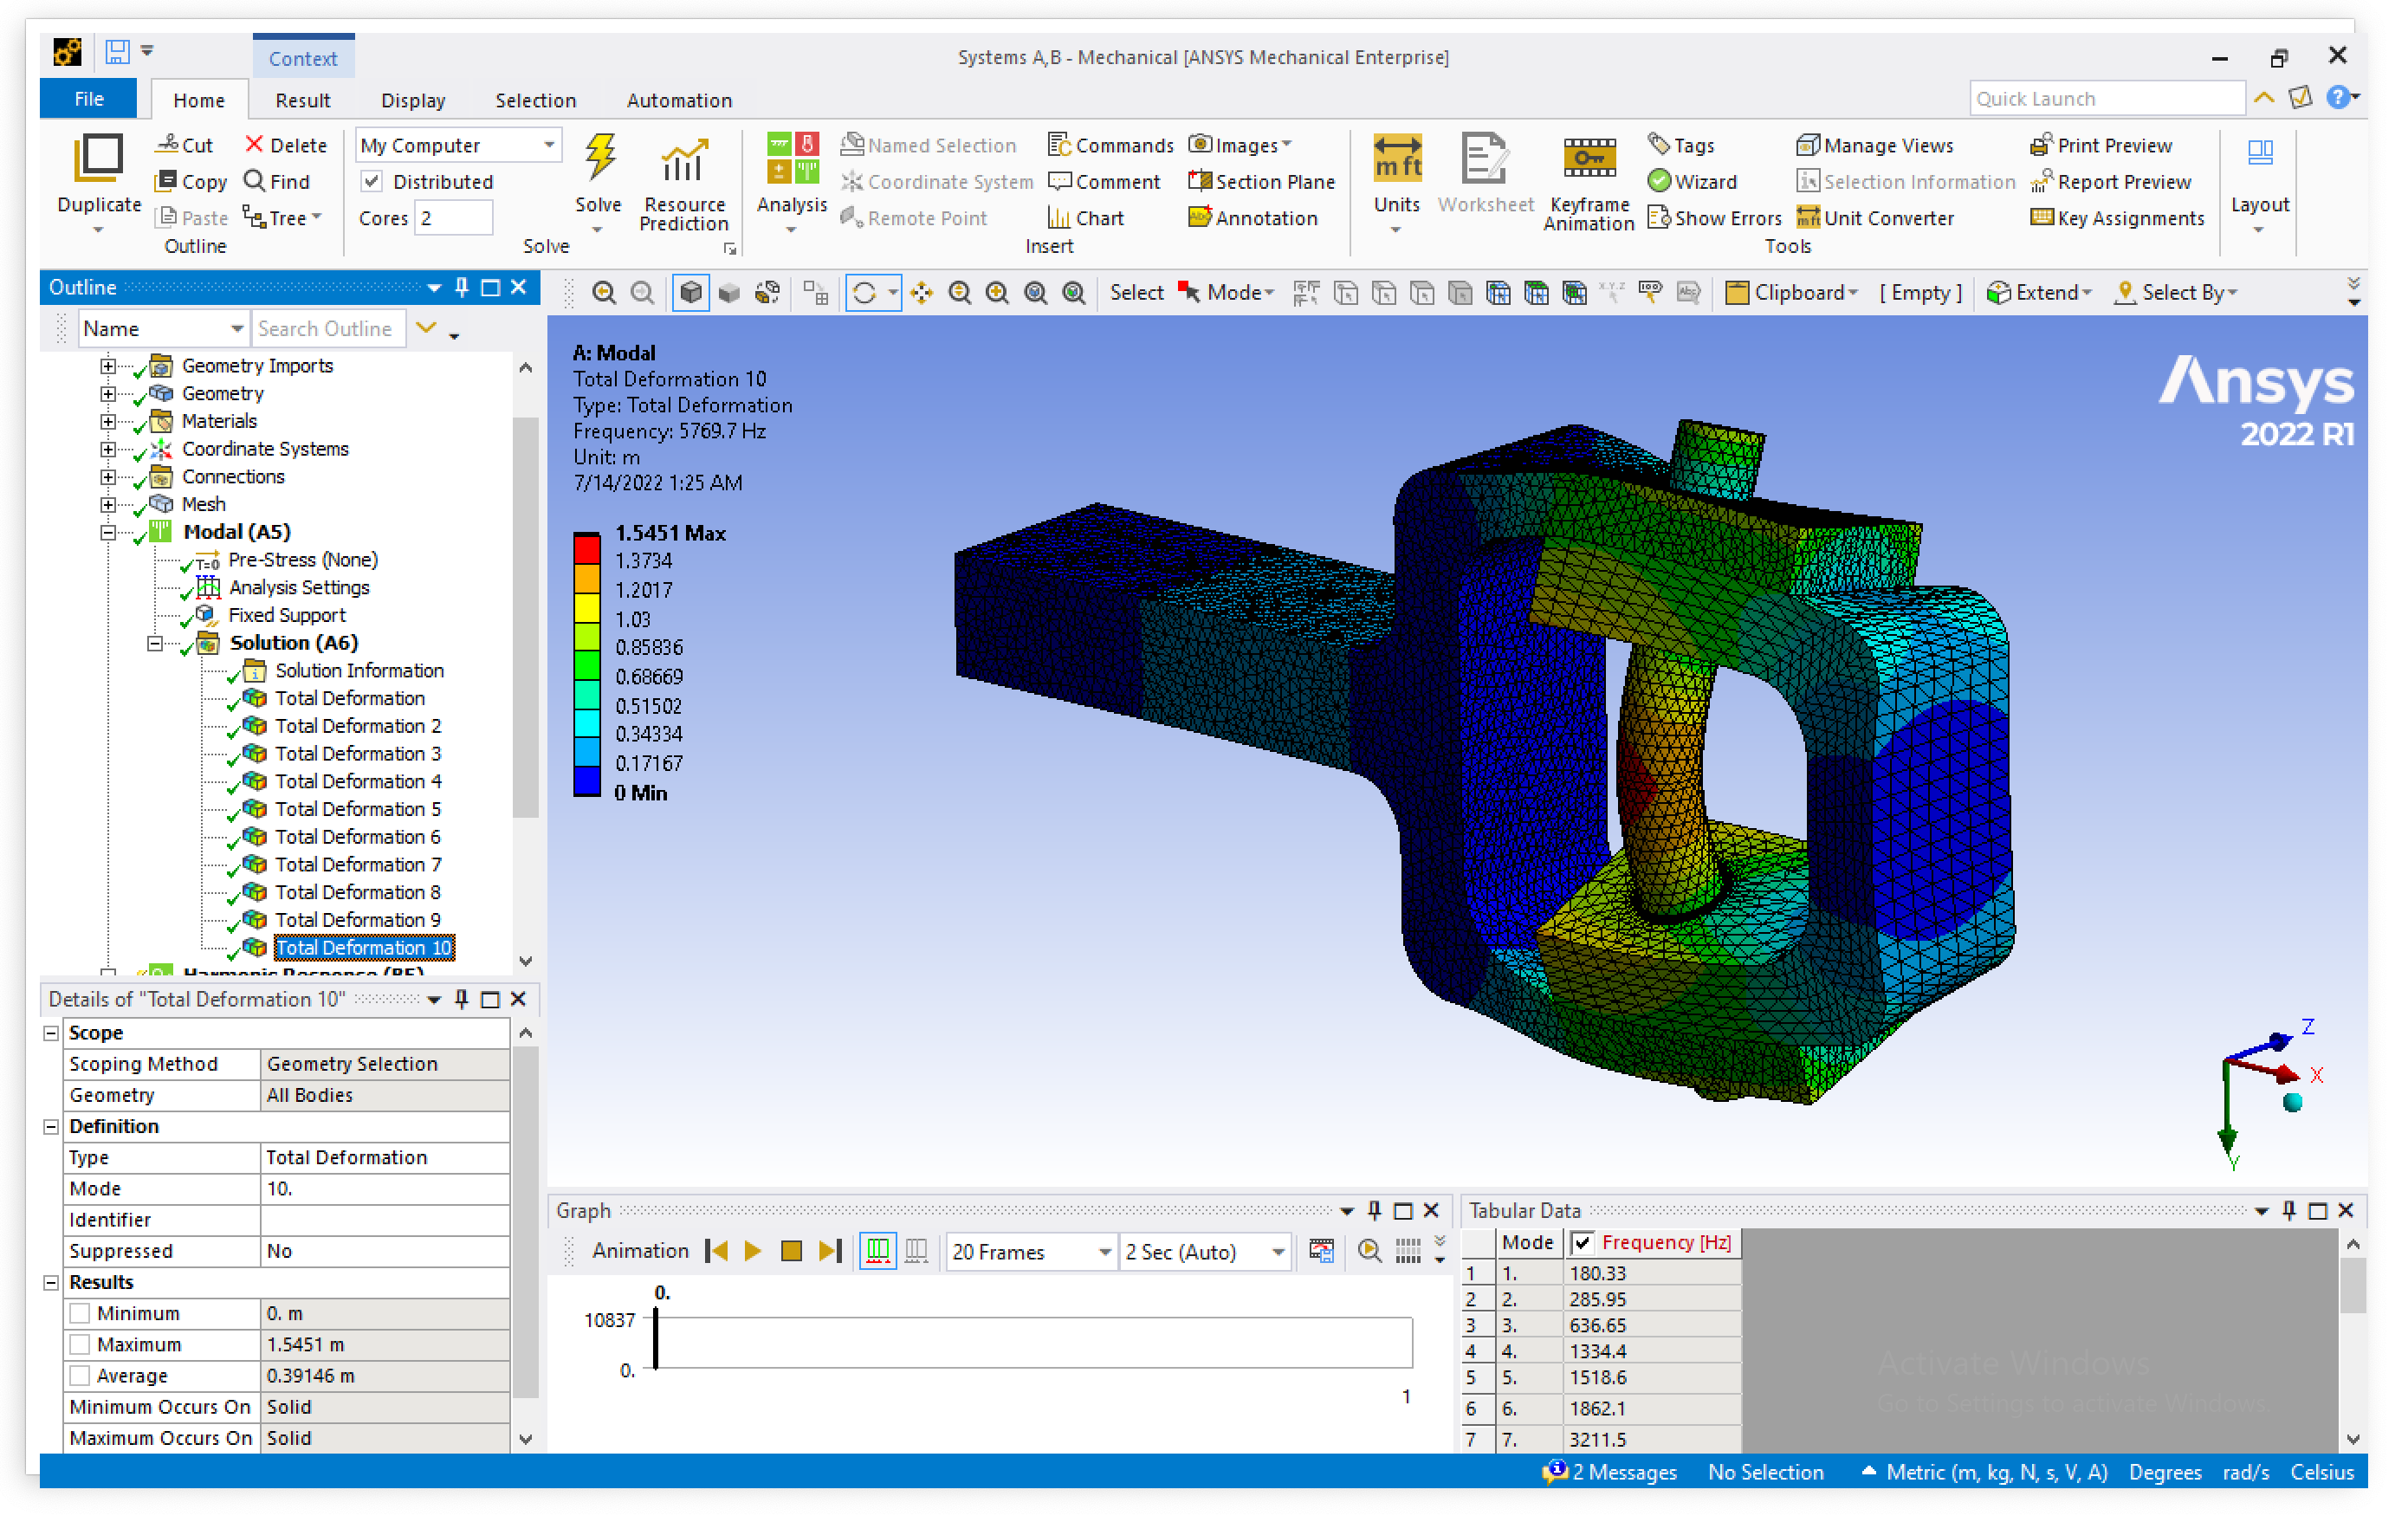 Context
Systems A,B - Mechanical [ANSYS Mechanical Enterprise]
File Home Result Display Selection Automation
Quick Launch
Duplicate
Cut
Delete
Copy
Find
Paste
Tree
Outline
My Computer
Distributed
Cores 2
Solve
Resource Prediction
Solve
Analysis
Named Selection
Coordinate System
Remote Point
Commands
Comment
Chart
Images
Section Plane
Annotation
Insert
mft
Units
Worksheet
Keyframe Animation
Tags
Wizard
Show Errors
Manage Views
Selection Information
Unit Converter
Print Preview
Report Preview
Key Assignments
Tools
Layout
Outline
Name
Search Outline
Select Mode Clipboard [ Empty ] Extend Select By
Geometry Imports
Geometry
Materials
Coordinate Systems
Connections
Mesh
Modal (A5)
T=0 Pre-Stress (None)
Analysis Settings
Fixed Support
Solution (A6)
Solution Information
Total Deformation
Total Deformation 2
Total Deformation 3
Total Deformation 4
Total Deformation 5
Total Deformation 6
Total Deformation 7
Total Deformation 8
Total Deformation 9
Total Deformation 10
Harmonic Response (B5)
A: Modal
Total Deformation 10
Type: Total Deformation
Frequency: 5769.7 Hz
Unit: m
7/14/2022 1:25 AM
1.5451 Max
1.3734
1.2017
1.03
0.85836
0.68669
0.51502
0.34334
0.17167
0 Min
Ansys
2022 R1
Z
X
Y
Details of "Total Deformation 10"
Scope
Scoping Method Geometry Selection
Geometry All Bodies
Definition
Type Total Deformation
Mode 10.
Identifier
Suppressed No
Results
Minimum 0. m
Maximum 1.5451 m
Average 0.39146 m
Minimum Occurs On Solid
Maximum Occurs On Solid
Graph
Animation 20 Frames 2 Sec (Auto)
0.
10837
0.
1
Tabular Data
Mode Frequency [Hz]
1 1. 180.33
2 2. 285.95
3 3. 636.65
4 4. 1334.4
5 5. 1518.6
6 6. 1862.1
7 7. 3211.5
Activate Windows
Go to Settings to activate Windows.
2 Messages No Selection Metric (m, kg, N, s, V, A) Degrees rad/s Celsius